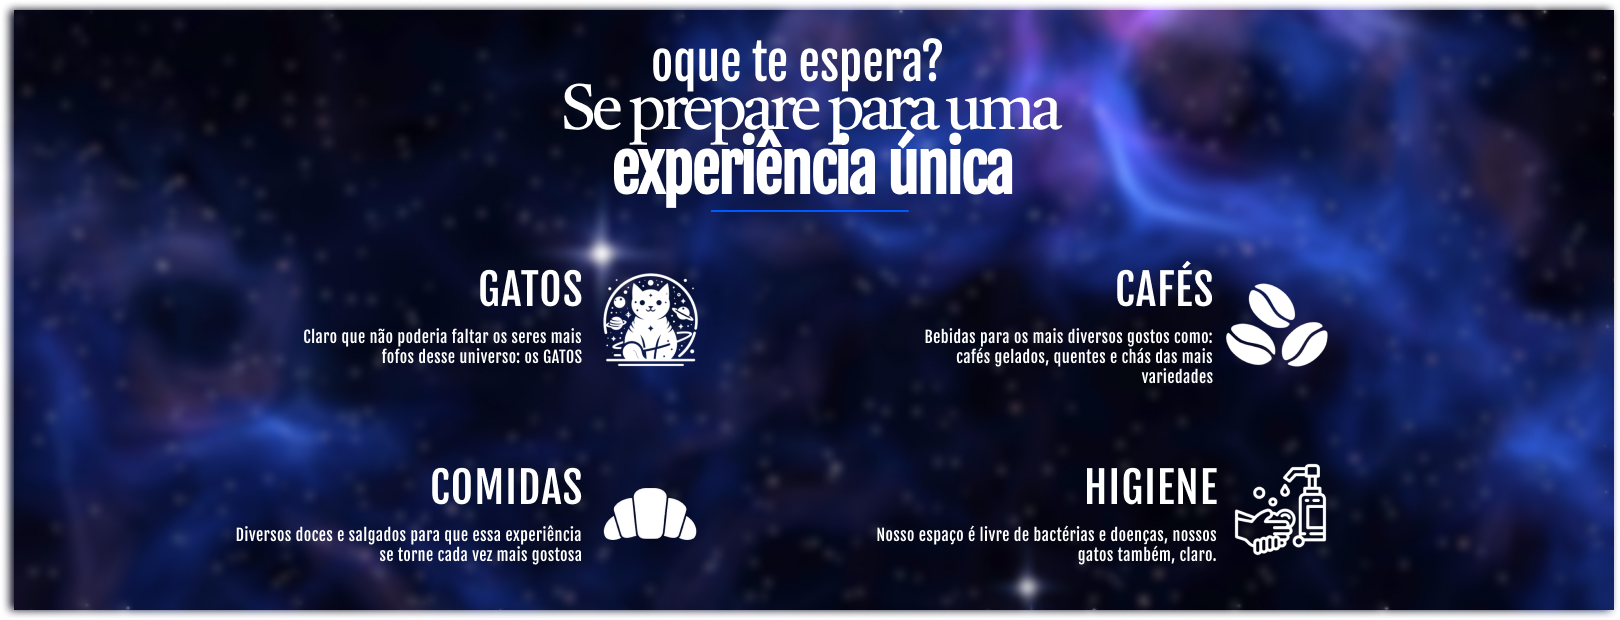 oque te espera?
Se prepare para uma
experiência única
GATOS
Claro que não poderia faltar os seres mais
fofos desse universo: os GATOS
CAFÉS
Bebidas para os mais diversos gostos como:
cafés gelados, quentes e chás das mais
variedades
COMIDAS
Diversos doces e salgados para que essa experiência
se torne cada vez mais gostosa
HIGIENE
Nosso espaço é livre de bactérias e doenças, nossos
gatos também, claro.